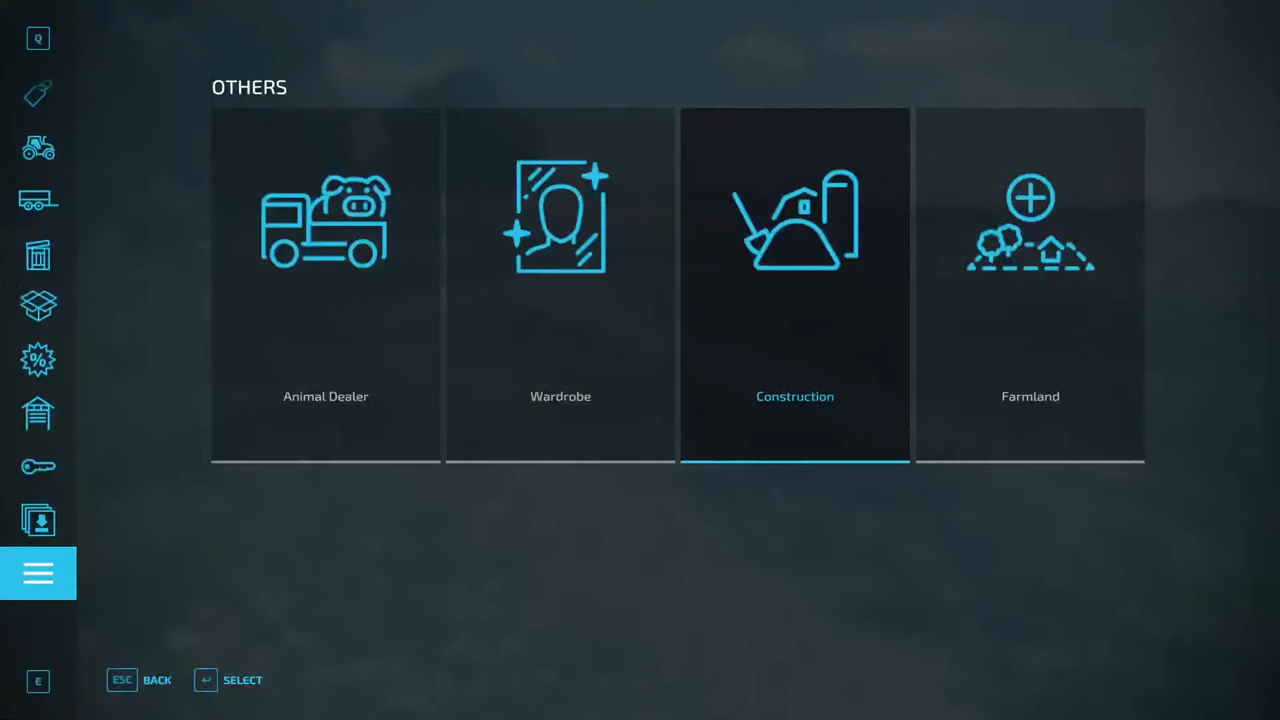 Q
OTHERS
%
Animal Dealer
Wardrobe
Construction
Farmland
E
ESC BACK ↵ SELECT